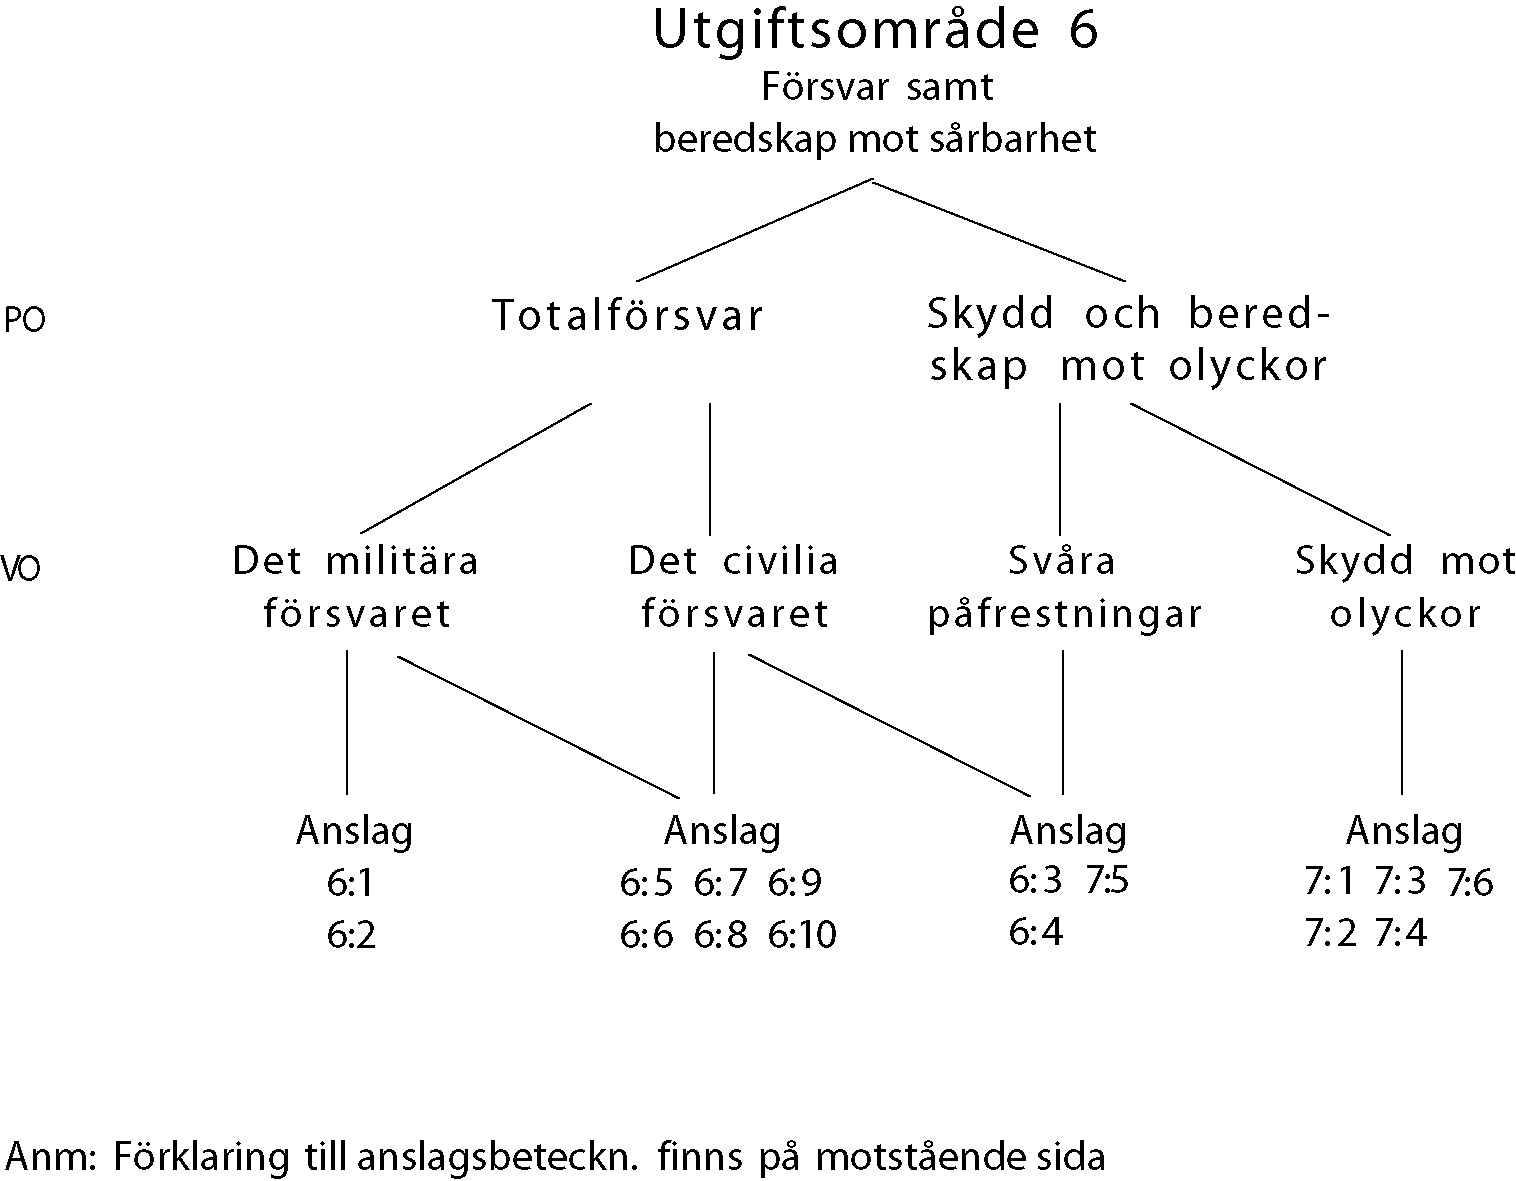 Utgiftsområde 6
Försvar samt
beredskap mot sårbarhet
PO
Totalförsvar
Skydd och bered-
skap mot olyckor
VO
Det militära
försvaret
Det civilia
försvaret
Svåra
påfrestningar
Skydd mot
olyckor
Anslag
6:1
6:2
Anslag
6:5 6:7 6:9
6:6 6:8 6:10
Anslag
6:3 7:5
6:4
Anslag
7:1 7:3 7:6
7:2 7:4
Anm: Förklaring till anslagsbeteckn. finns på motstående sida